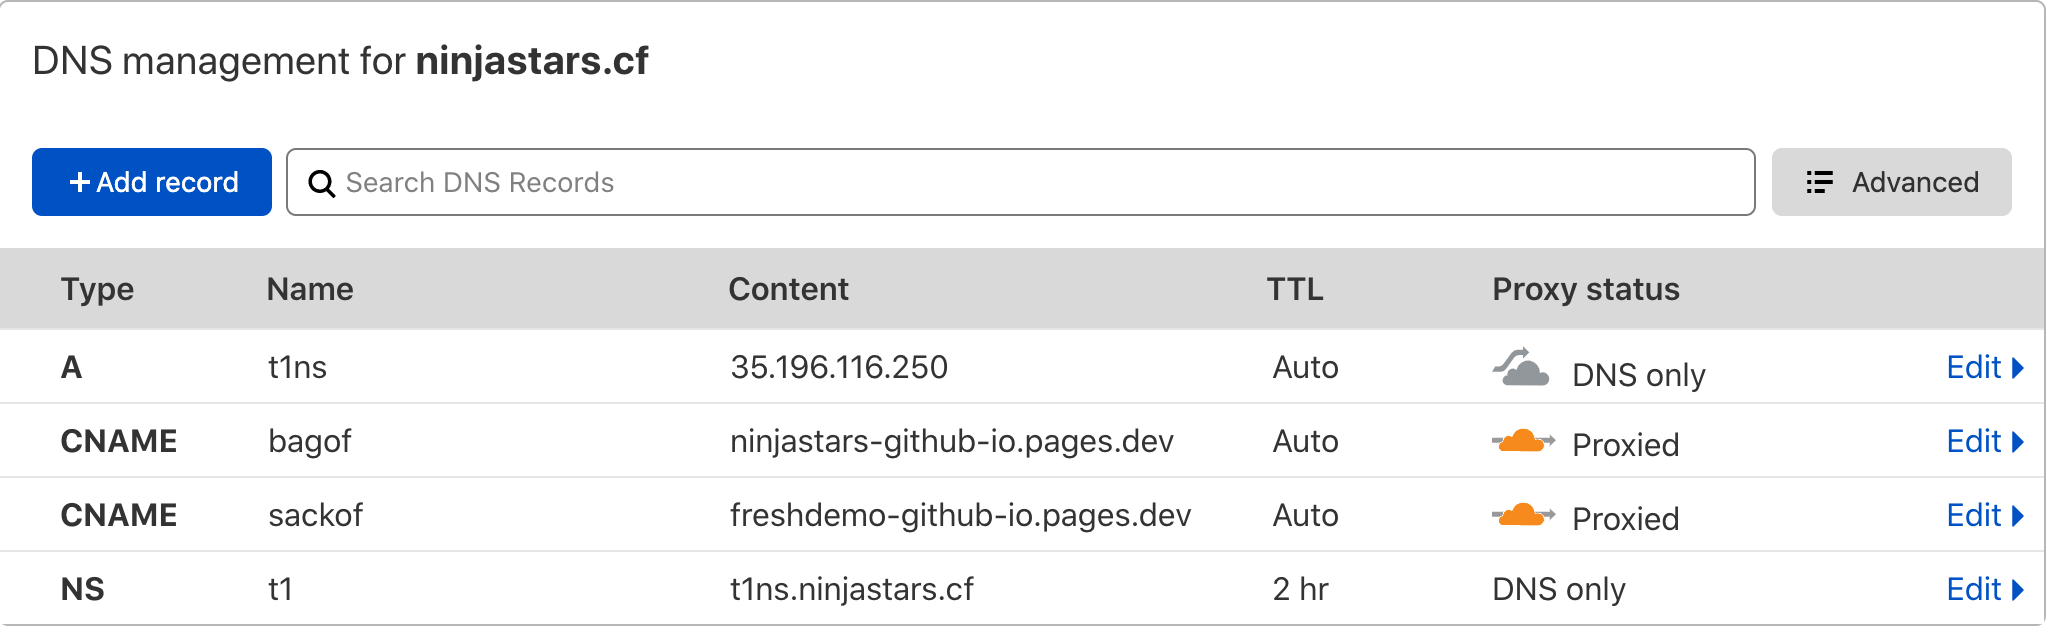 DNS management for ninjastars.cf
+ Add record Search DNS Records Advanced
Type Name Content TTL Proxy status
A t1ns 35.196.116.250 Auto DNS only Edit
CNAME bagof ninjastars-github-io.pages.dev Auto Proxied Edit
CNAME sackof freshdemo-github-io.pages.dev Auto Proxied Edit
NS t1 t1ns.ninjastars.cf 2 hr DNS only Edit